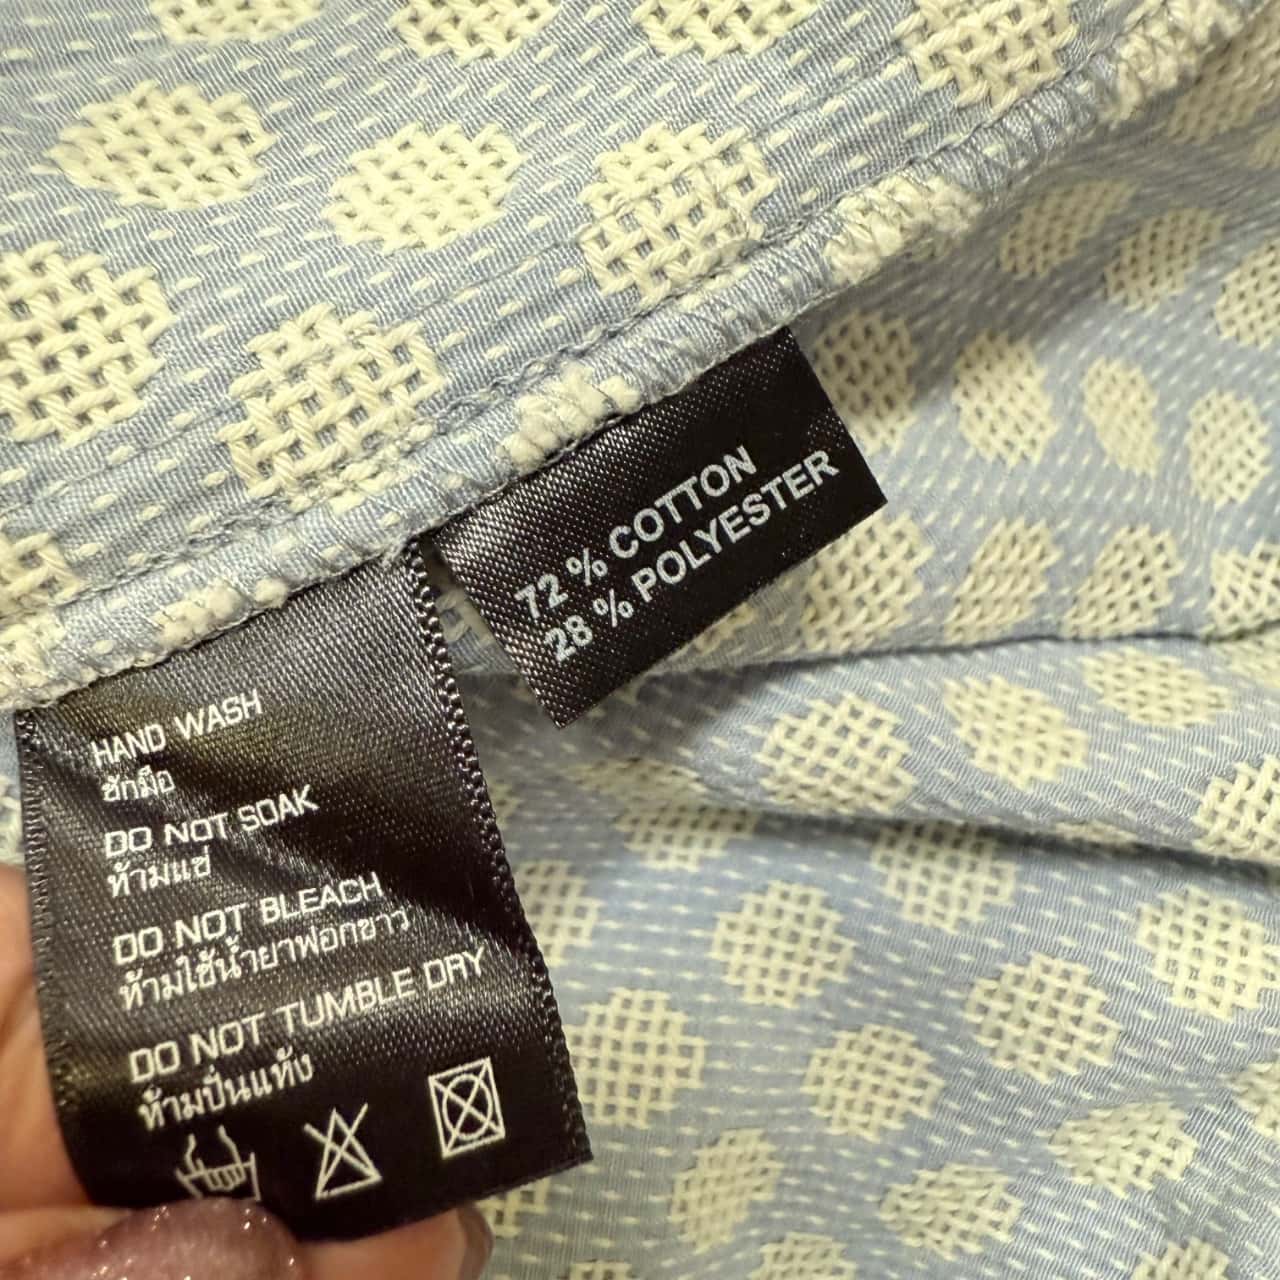 72 % COTTON
28 % POLYESTER
HAND WASH
ซักมือ
DO NOT SOAK
ห้ามแช่
DO NOT BLEACH
ห้ามใช้น้ำยาฟอกขาว
DO NOT TUMBLE DRY
ห้ามปั่นแห้ง